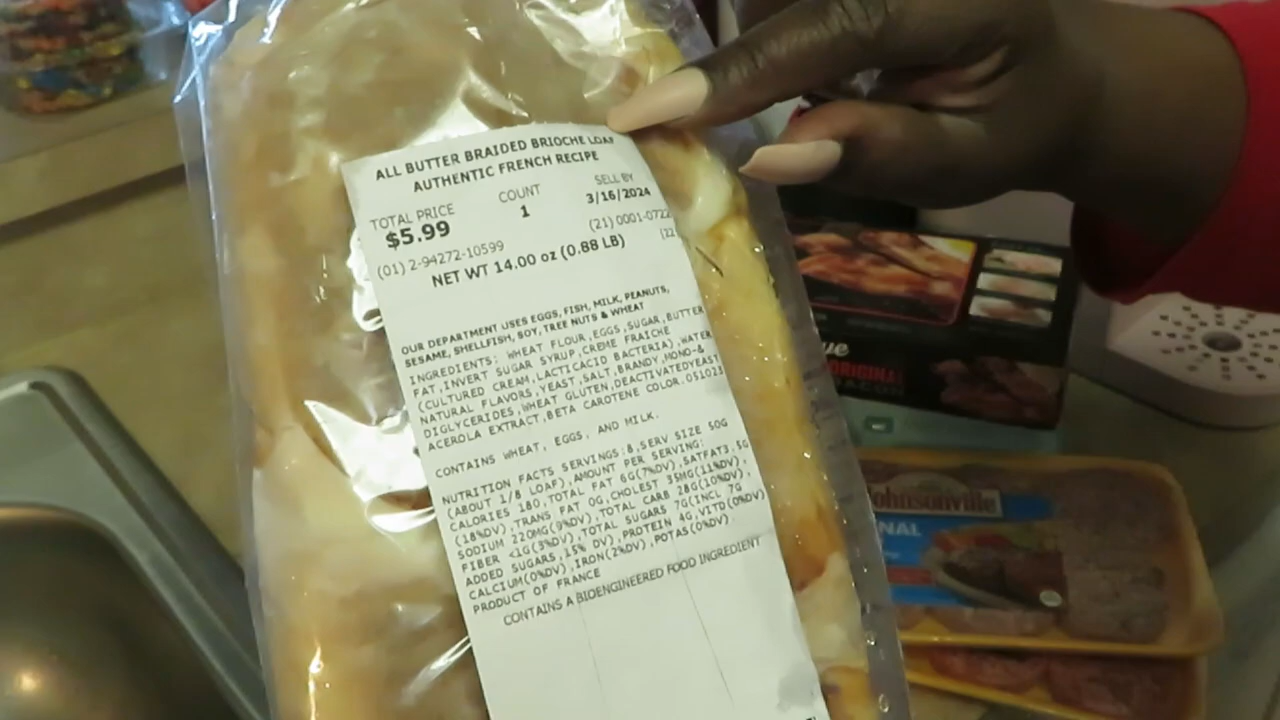 ALL BUTTER BRAIDED BRIOCHE LOAF
AUTHENTIC FRENCH RECIPE
TOTAL PRICE COUNT SELL BY
$5.99 1 3/16/2024
(01) 2-94272-10599 (21) 0001-0722
NET WT 14.00 oz (0.88 LB)
OUR DEPARTMENT USES EGGS, FISH, MILK, PEANUTS,
SESAME, SHELLFISH, SOY, TREE NUTS & WHEAT
INGREDIENTS: WHEAT FLOUR,EGGS,SUGAR,BUTTER
FAT,INVERT SUGAR SYRUP,CREME FRAICHE
(CULTURED CREAM,LACTICACID BACTERIA),WATER
NATURAL FLAVORS,YEAST,SALT,BRANDY,MONO-&
DIGLYCERIDES,WHEAT GLUTEN,DEACTIVATEDYEAST
ACEROLA EXTRACT,BETA CAROTENE COLOR.051023
CONTAINS WHEAT, EGGS, AND MILK.
NUTRITION FACTS SERVINGS:8,SERV SIZE 50G
(ABOUT 1/8 LOAF),AMOUNT PER SERVING:
CALORIES 180,TOTAL FAT 6G(7%DV),SATFAT3.5G
(18%DV),TRANS FAT 0G,CHOLEST 35MG(11%DV),
SODIUM 220MG(9%DV),TOTAL CARB 28G(10%DV),
FIBER <1G(3%DV),TOTAL SUGARS 7G(INCL 7G
ADDED SUGARS,15% DV),PROTEIN 4G,VITD(0%DV)
CALCIUM(0%DV),IRON(2%DV),POTAS(0%DV).
PRODUCT OF FRANCE
CONTAINS A BIOENGINEERED FOOD INGREDIENT
ORIGINAL
BACON
Johnsonville
NAL